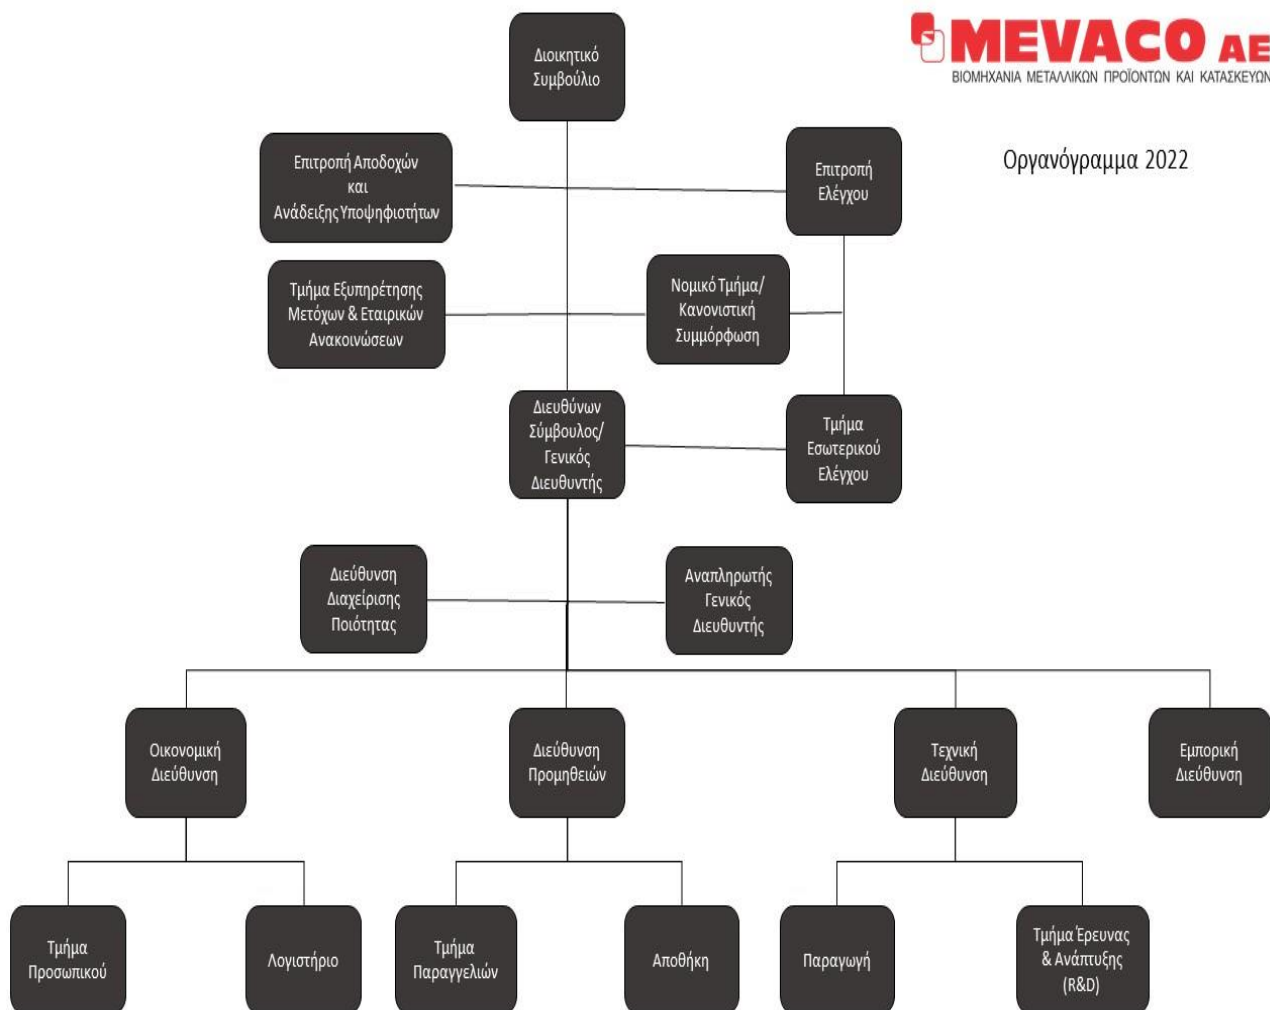 MEVACO ΑΕ
ΒΙΟΜΗΧΑΝΙΑ ΜΕΤΑΛΛΙΚΩΝ ΠΡΟΪΟΝΤΩΝ ΚΑΙ ΚΑΤΑΣΚΕΥΩΝ
Οργανόγραμμα 2022
Διοικητικό
Συμβούλιο
Επιτροπή Αποδοχών
και
Ανάδειξης Υποψηφιοτήτων
Επιτροπή
Ελέγχου
Τμήμα Εξυπηρέτησης
Μετόχων & Εταιρικών
Ανακοινώσεων
Νομικό Τμήμα/
Κανονιστική
Συμμόρφωση
Διευθύνων
Σύμβουλος/
Γενικός
Διευθυντής
Τμήμα
Εσωτερικού
Ελέγχου
Διεύθυνση
Διαχείρισης
Ποιότητας
Αναπληρωτής
Γενικός
Διευθυντής
Οικονομική
Διεύθυνση
Διεύθυνση
Προμηθειών
Τεχνική
Διεύθυνση
Εμπορική
Διεύθυνση
Τμήμα
Προσωπικού
Λογιστήριο
Τμήμα
Παραγγελιών
Αποθήκη
Παραγωγή
Τμήμα Έρευνας
& Ανάπτυξης
(R&D)